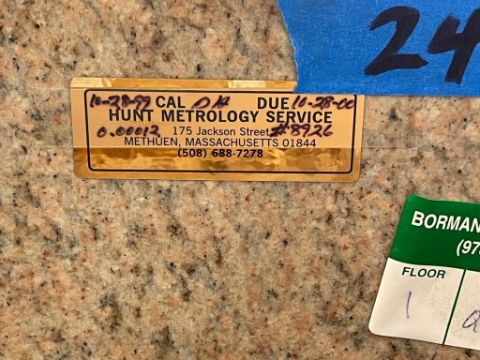 24
10-28-99 CAL DH DUE 10-28-00
HUNT METROLOGY SERVICE
0.00012 175 Jackson Street #8926
METHUEN, MASSACHUSETTS 01844
(508) 688-7278
BORMAN
(97
FLOOR
1